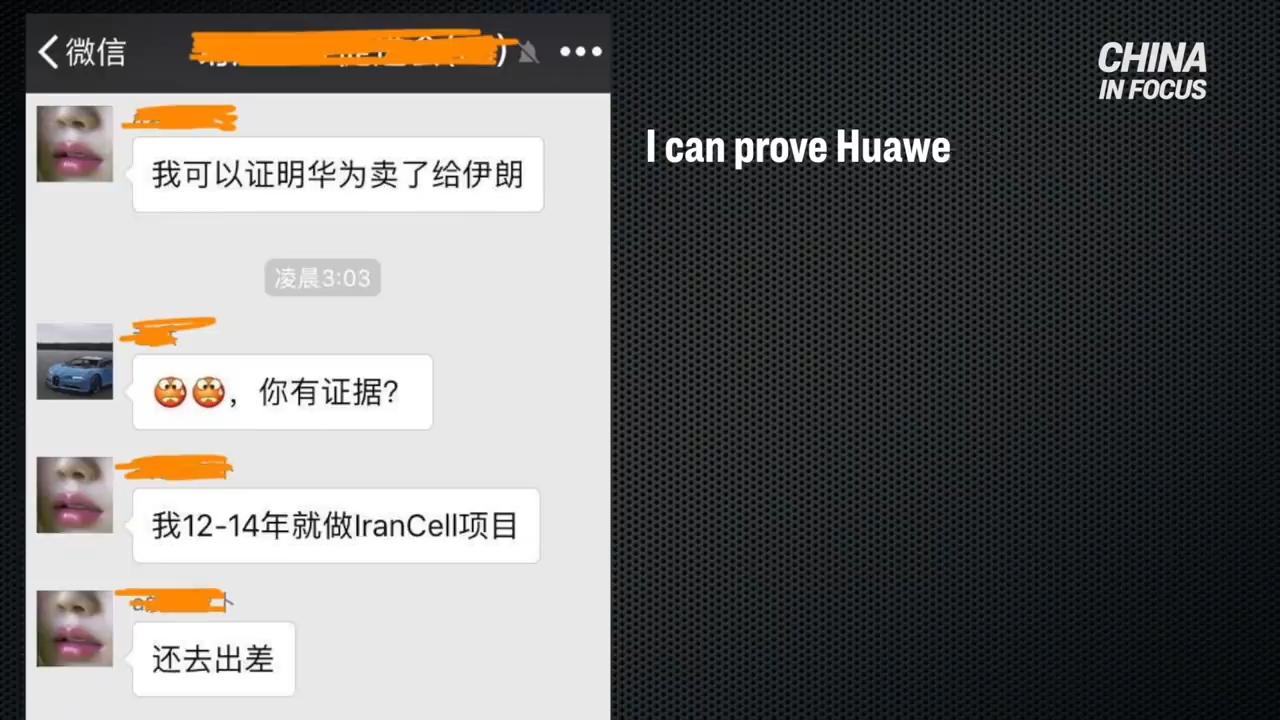 微信
CHINA
IN FOCUS
I can prove Huawe
我可以证明华为卖了给伊朗
凌晨3:03
，你有证据?
我12-14年就做IranCell项目
还去出差